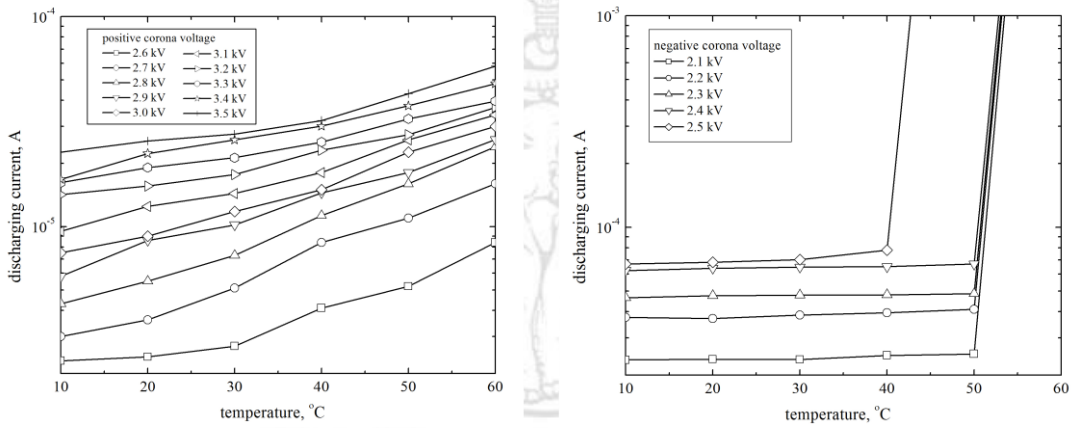 10^-4
positive corona voltage
2.6 kV 3.1 kV
2.7 kV 3.2 kV
2.8 kV 3.3 kV
2.9 kV 3.4 kV
3.0 kV 3.5 kV
10^-5
discharging current, A
10 20 30 40 50 60
temperature, °C
10^-3
negative corona voltage
2.1 kV
2.2 kV
2.3 kV
2.4 kV
2.5 kV
10^-4
discharging current, A
10 20 30 40 50 60
temperature, °C